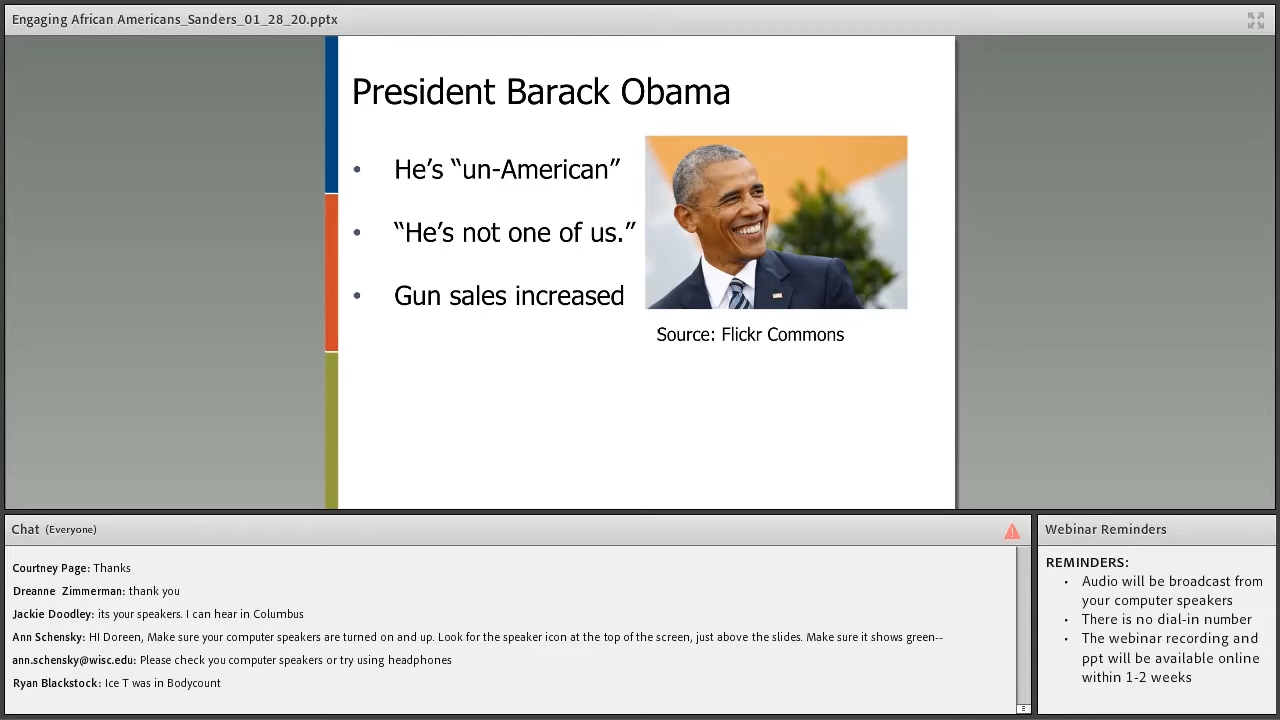 Engaging African Americans_Sanders_01_28_20.pptx
President Barack Obama
• He’s “un-American”
• “He’s not one of us.”
• Gun sales increased
Source: Flickr Commons
Chat (Everyone)
Courtney Page: Thanks
Dreanne Zimmerman: thank you
Jackie Doodley: its your speakers. I can hear in Columbus
Ann Schensky: HI Doreen, Make sure your computer speakers are turned on and up. Look for the speaker icon at the top of the screen, just above the slides. Make sure it shows green--
ann.schensky@wisc.edu: Please check you computer speakers or try using headphones
Ryan Blackstock: Ice T was in Bodycount
Webinar Reminders
REMINDERS:
• Audio will be broadcast from
your computer speakers
• There is no dial-in number
• The webinar recording and
ppt will be available online
within 1-2 weeks